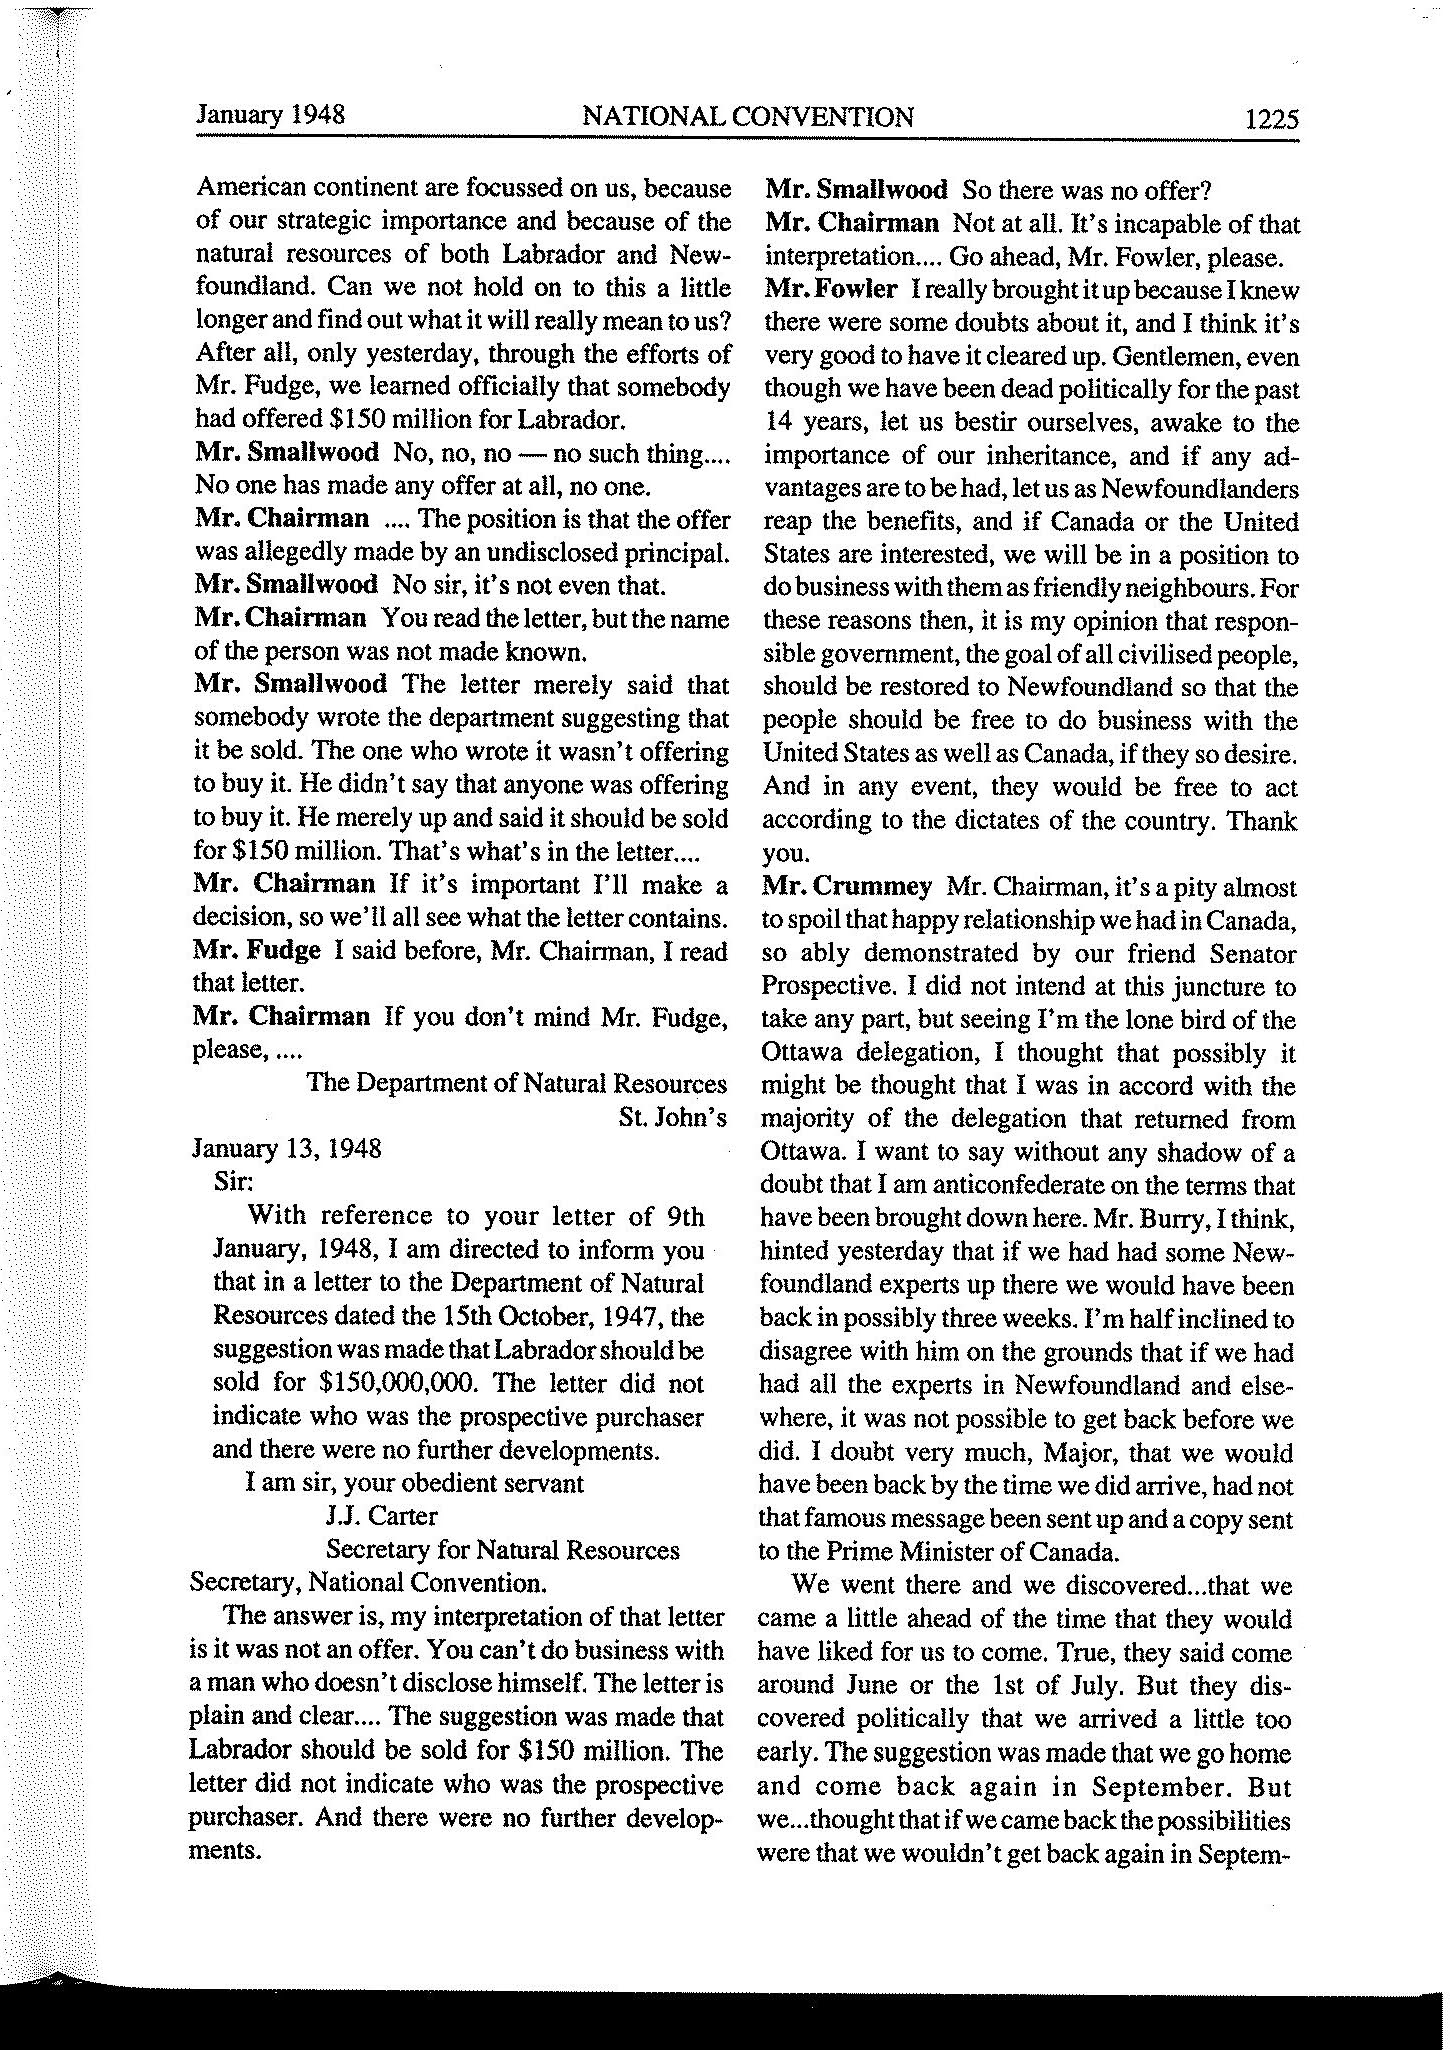 January 1948 NATIONAL CONVENTION 1225
American continent are focussed on us, because
of our strategic importance and because of the
natural resources of both Labrador and New-
foundland. Can we not hold on to this a little
longer and find out what it will really mean to us?
After all, only yesterday, through the efforts of
Mr. Fudge, we learned officially that somebody
had offered $150 million for Labrador.
Mr. Smallwood No, no, no — no such thing....
No one has made any offer at all, no one.
Mr. Chairman .... The position is that the offer
was allegedly made by an undisclosed principal.
Mr. Smallwood No sir, it's not even that.
Mr. Chairman You read the letter, but the name
of the person was not made known.
Mr. Smallwood The letter merely said that
somebody wrote the department suggesting that
it be sold. The one who wrote it wasn't offering
to buy it. He didn't say that anyone was offering
to buy it. He merely up and said it should be sold
for $150 million. That's what's in the letter....
Mr. Chairman If it's important I'll make a
decision, so we'll all see what the letter contains.
Mr. Fudge I said before, Mr. Chairman, I read
that letter.
Mr. Chairman If you don't mind Mr. Fudge,
please, ....
The Department of Natural Resources
St. John's
January 13, 1948
Sir:
With reference to your letter of 9th
January, 1948, I am directed to inform you
that in a letter to the Department of Natural
Resources dated the 15th October, 1947, the
suggestion was made that Labrador should be
sold for $150,000,000. The letter did not
indicate who was the prospective purchaser
and there were no further developments.
I am sir, your obedient servant
J.J. Carter
Secretary for Natural Resources
Secretary, National Convention.
The answer is, my interpretation of that letter
is it was not an offer. You can't do business with
a man who doesn't disclose himself. The letter is
plain and clear.... The suggestion was made that
Labrador should be sold for $150 million. The
letter did not indicate who was the prospective
purchaser. And there were no further develop-
ments.
Mr. Smallwood So there was no offer?
Mr. Chairman Not at all. It's incapable of that
interpretation.... Go ahead, Mr. Fowler, please.
Mr. Fowler I really brought it up because I knew
there were some doubts about it, and I think it's
very good to have it cleared up. Gentlemen, even
though we have been dead politically for the past
14 years, let us bestir ourselves, awake to the
importance of our inheritance, and if any ad-
vantages are to be had, let us as Newfoundlanders
reap the benefits, and if Canada or the United
States are interested, we will be in a position to
do business with them as friendly neighbours. For
these reasons then, it is my opinion that respon-
sible government, the goal of all civilised people,
should be restored to Newfoundland so that the
people should be free to do business with the
United States as well as Canada, if they so desire.
And in any event, they would be free to act
according to the dictates of the country. Thank
you.
Mr. Crummey Mr. Chairman, it's a pity almost
to spoil that happy relationship we had in Canada,
so ably demonstrated by our friend Senator
Prospective. I did not intend at this juncture to
take any part, but seeing I'm the lone bird of the
Ottawa delegation, I thought that possibly it
might be thought that I was in accord with the
majority of the delegation that returned from
Ottawa. I want to say without any shadow of a
doubt that I am anticonfederate on the terms that
have been brought down here. Mr. Burry, I think,
hinted yesterday that if we had had some New-
foundland experts up there we would have been
back in possibly three weeks. I'm half inclined to
disagree with him on the grounds that if we had
had all the experts in Newfoundland and else-
where, it was not possible to get back before we
did. I doubt very much, Major, that we would
have been back by the time we did arrive, had not
that famous message been sent up and a copy sent
to the Prime Minister of Canada.
We went there and we discovered...that we
came a little ahead of the time that they would
have liked for us to come. True, they said come
around June or the 1st of July. But they dis-
covered politically that we arrived a little too
early. The suggestion was made that we go home
and come back again in September. But
we...thought that if we came back the possibilities
were that we wouldn't get back again in Septem-